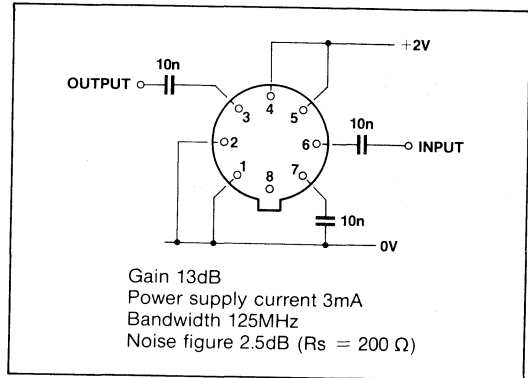 +2V
10n
OUTPUT
4
3
5
10n
2
6
INPUT
1
8
7
10n
0V
Gain 13dB
Power supply current 3mA
Bandwidth 125MHz
Noise figure 2.5dB (Rs = 200 Ω)